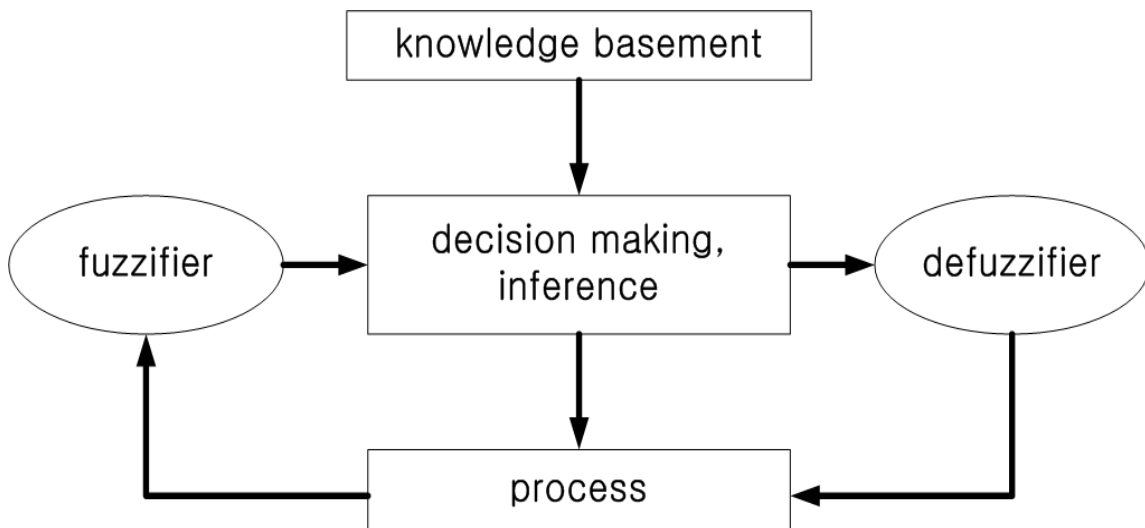 knowledge basement
fuzzifier
decision making,
inference
defuzzifier
process